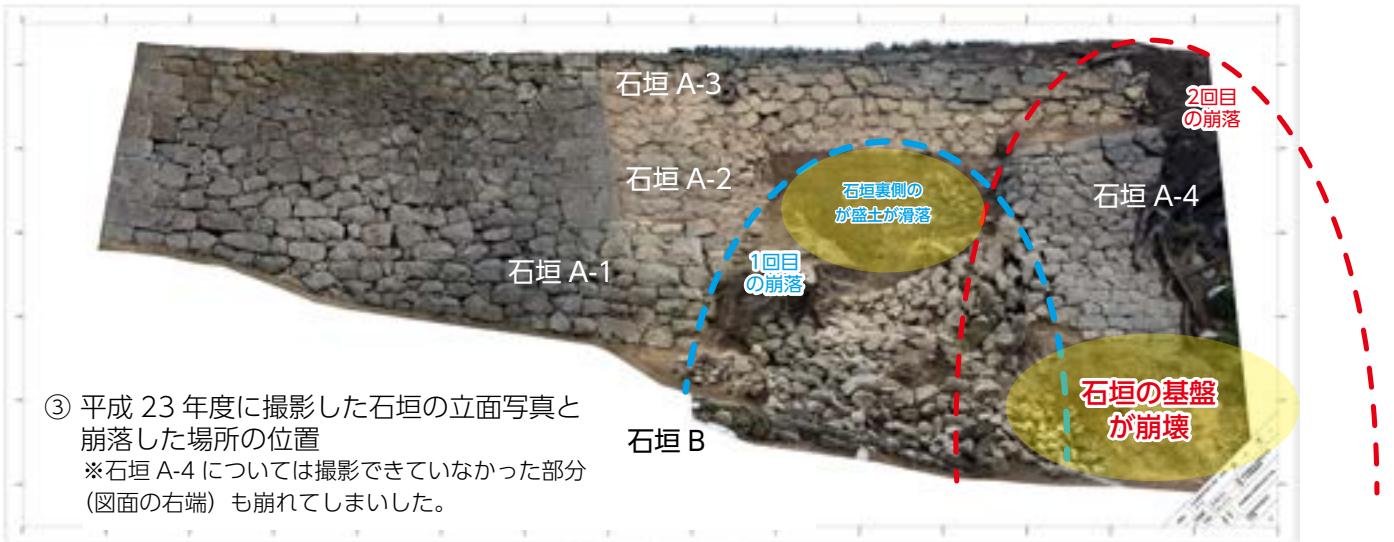 石垣 A-3
2回目
の崩落
石垣 A-2
石垣裏側の
が盛土が滑落
石垣 A-4
1回目
の崩落
石垣 A-1
石垣の基盤
が崩壊
石垣 B
③ 平成 23 年度に撮影した石垣の立面写真と
崩落した場所の位置
※石垣 A-4 については撮影できていなかった部分
（図面の右端）も崩れてしまいした。